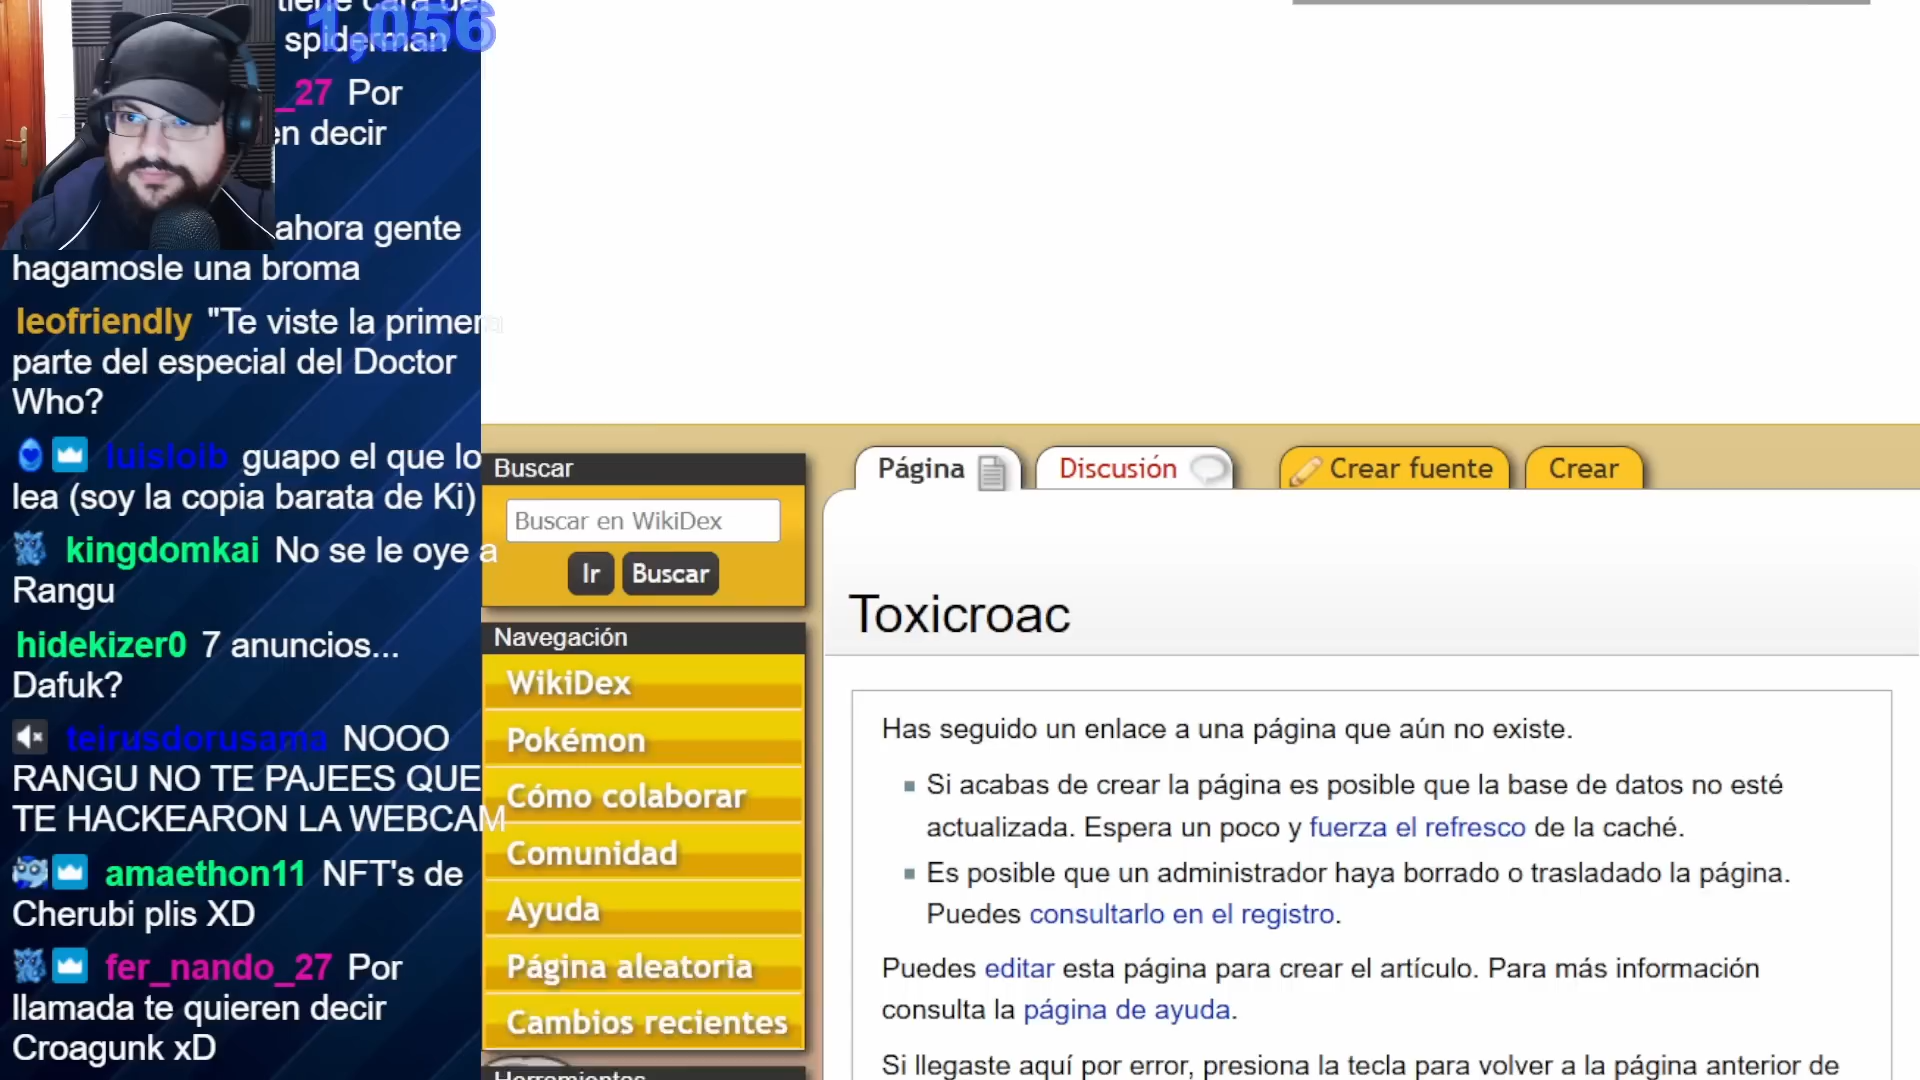 1,056
spiderman
_27 Por
en decir
ahora gente
hagamosle una broma
leofriendly "Te viste la primera
parte del especial del Doctor
Who?
luisloib guapo el que lo
lea (soy la copia barata de Ki)
kingdomkai No se le oye a
Rangu
hidekizer0 7 anuncios...
Dafuk?
teirusdorusama NOOO
RANGU NO TE PAJEES QUE
TE HACKEARON LA WEBCAM
amaethon11 NFT's de
Cherubi plis XD
fer_nando_27 Por
llamada te quieren decir
Croagunk xD
Buscar
Buscar en WikiDex
Ir Buscar
Navegación
WikiDex
Pokémon
Cómo colaborar
Comunidad
Ayuda
Página aleatoria
Cambios recientes
Herramientas
Página Discusión Crear fuente Crear
Toxicroac
Has seguido un enlace a una página que aún no existe.
Si acabas de crear la página es posible que la base de datos no esté
actualizada. Espera un poco y fuerza el refresco de la caché.
Es posible que un administrador haya borrado o trasladado la página.
Puedes consultarlo en el registro.
Puedes editar esta página para crear el artículo. Para más información
consulta la página de ayuda.
Si llegaste aquí por error, presiona la tecla para volver a la página anterior de